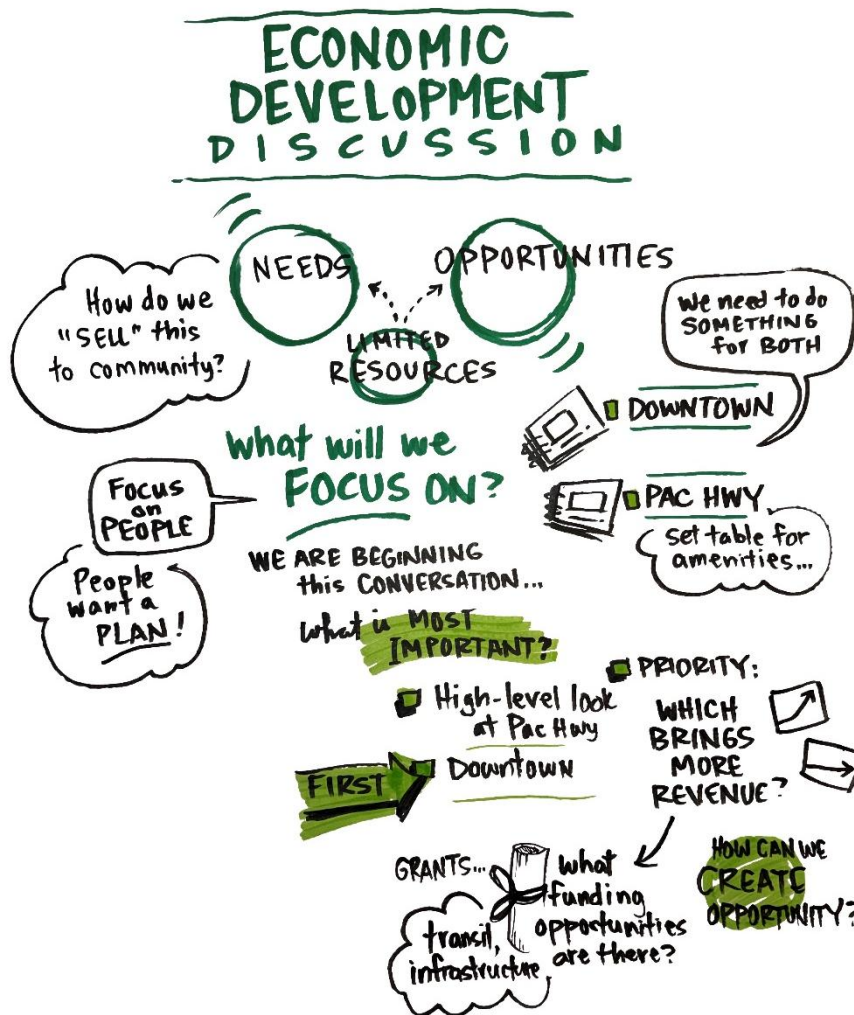 ECONOMIC
DEVELOPMENT
DISCUSSION
NEEDS
OPPORTUNITIES
LIMITED
RESOURCES
How do we
"SELL" this
to community?
We need to do
SOMETHING
for BOTH
DOWNTOWN
PAC HWY
set table for
amenities...
What will we
FOCUS ON?
FOCUS
on
PEOPLE
People
want a
PLAN!
WE ARE BEGINNING
this CONVERSATION...
What is MOST
IMPORTANT?
High-level look
at Pac Hwy
FIRST
Downtown
PRIORITY:
WHICH
BRINGS
MORE
REVENUE?
GRANTS...
transit,
infrastructure
What
funding
opportunities
are there?
HOW CAN WE
CREATE
OPPORTUNITY?